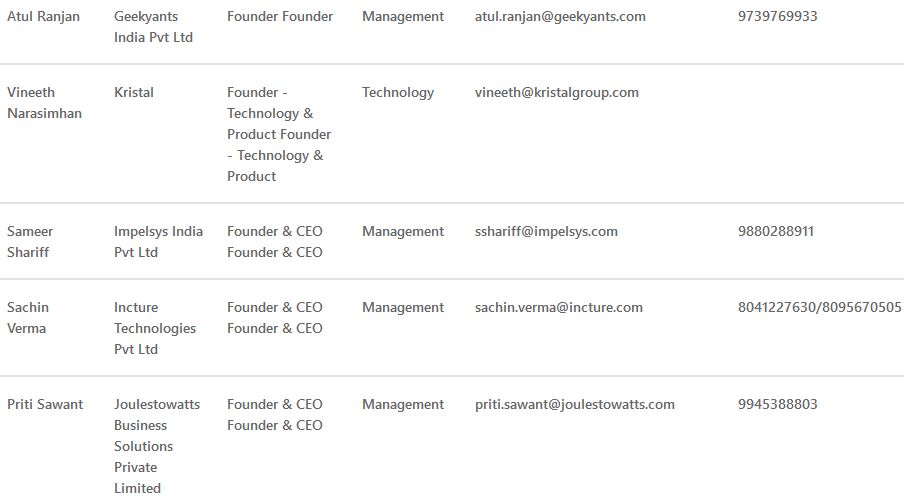 Atul Ranjan Geekyants Founder Founder Management atul.ranjan@geekyants.com 9739769933
India Pvt Ltd
Vineeth Kristal Founder - Technology vineeth@kristalgroup.com
Narasimhan Technology &
Product Founder
- Technology &
Product
Sameer Impelsys India Founder & CEO Management sshariff@impelsys.com 9880288911
Shariff Pvt Ltd Founder & CEO
Sachin Incture Founder & CEO Management sachin.verma@incture.com 8041227630/8095670505
Verma Technologies Founder & CEO
Pvt Ltd
Priti Sawant Joulestowatts Founder & CEO Management priti.sawant@joulestowatts.com 9945388803
Business Founder & CEO
Solutions
Private
Limited